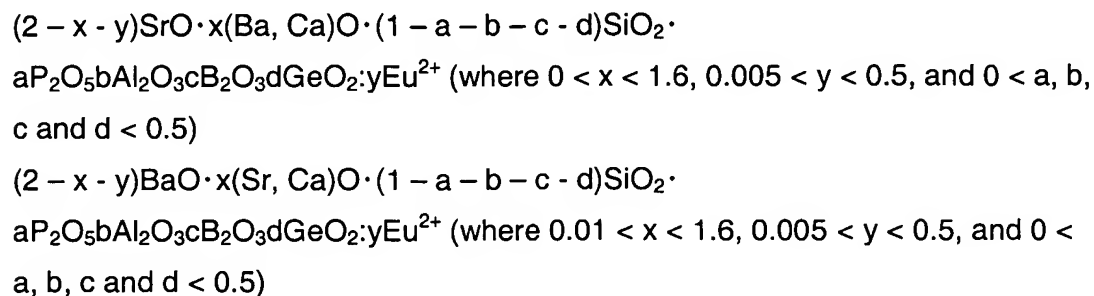 (2 – x - y)SrO·x(Ba, Ca)O·(1 – a – b – c - d)SiO₂·
aP₂O₅bAl₂O₃cB₂O₃dGeO₂:yEu²⁺ (where 0 < x < 1.6, 0.005 < y < 0.5, and 0 < a, b,
c and d < 0.5)
(2 – x - y)BaO·x(Sr, Ca)O·(1 – a – b – c - d)SiO₂·
aP₂O₅bAl₂O₃cB₂O₃dGeO₂:yEu²⁺ (where 0.01 < x < 1.6, 0.005 < y < 0.5, and 0 <
a, b, c and d < 0.5)